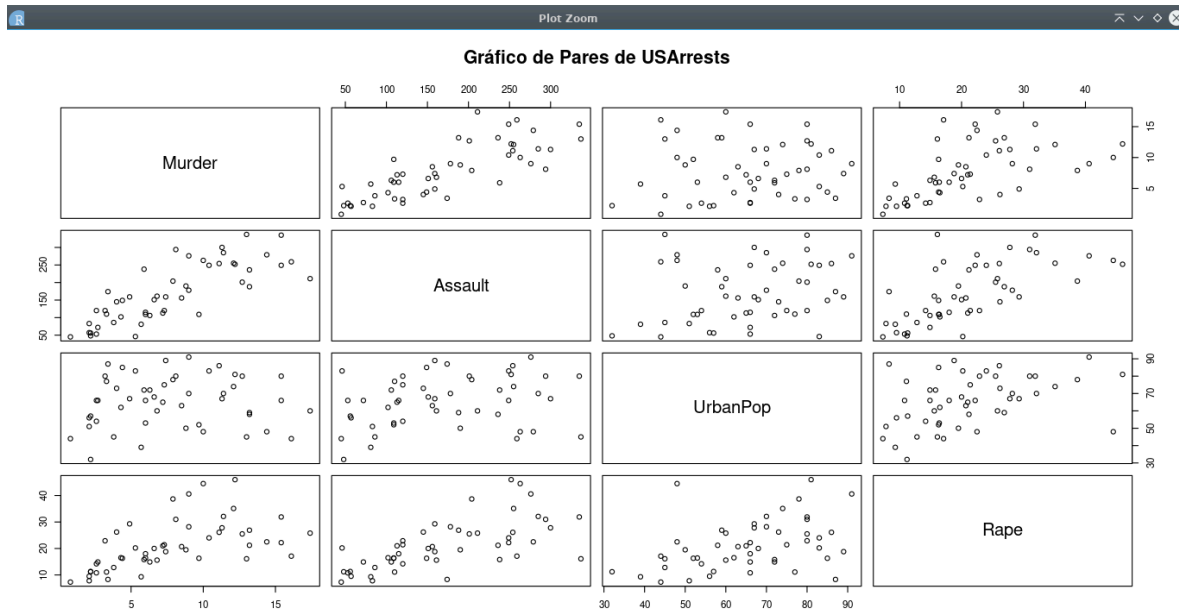 R Plot Zoom
Gráfico de Pares de USArrests
50 100 150 200 250 300 10 20 30 40
Murder
5 10 15
50 150 250
Assault
UrbanPop
30 50 70 90
10 20 30 40
Rape
5 10 15 30 40 50 60 70 80 90